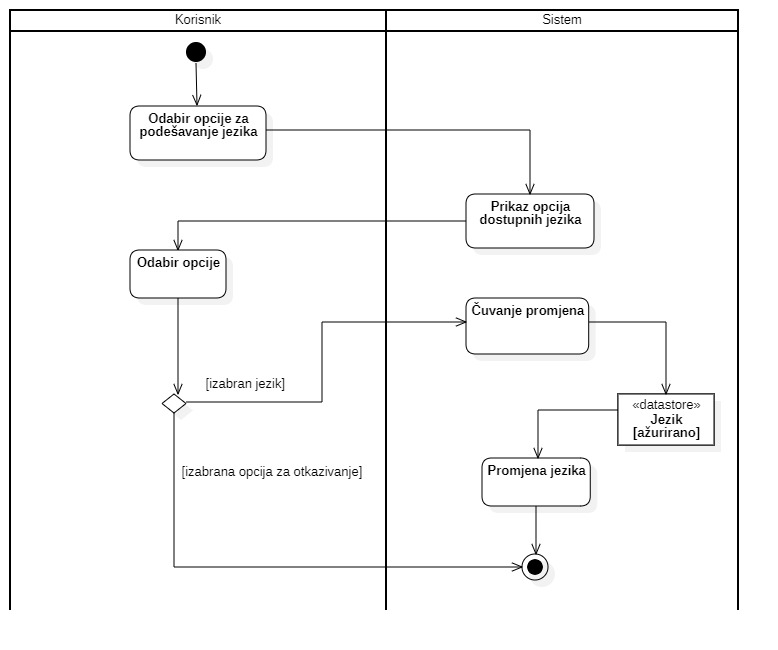 Korisnik
Sistem
Odabir opcije za
podešavanje jezika
Prikaz opcija
dostupnih jezika
Odabir opcije
Čuvanje promjena
[izabran jezik]
«datastore»
Jezik
[ažurirano]
[izabrana opcija za otkazivanje]
Promjena jezika